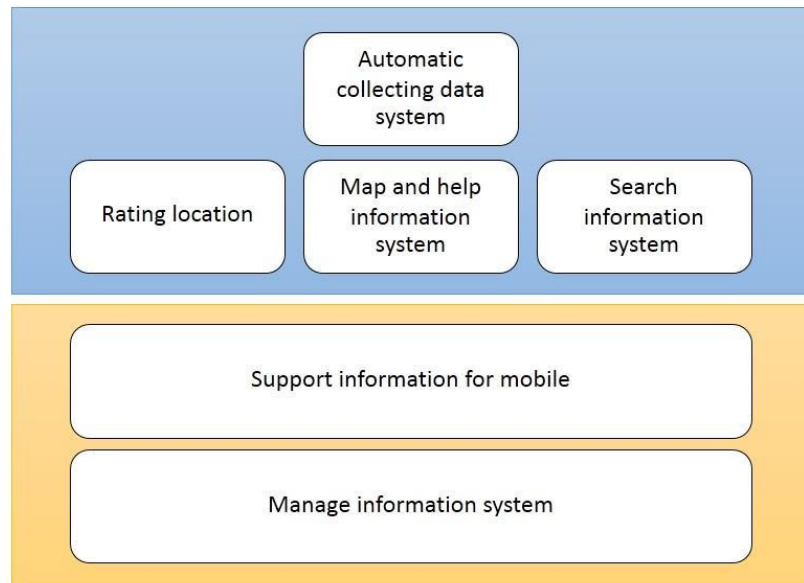 Automatic
collecting data
system
Rating location
Map and help
information
system
Search
information
system
Support information for mobile
Manage information system